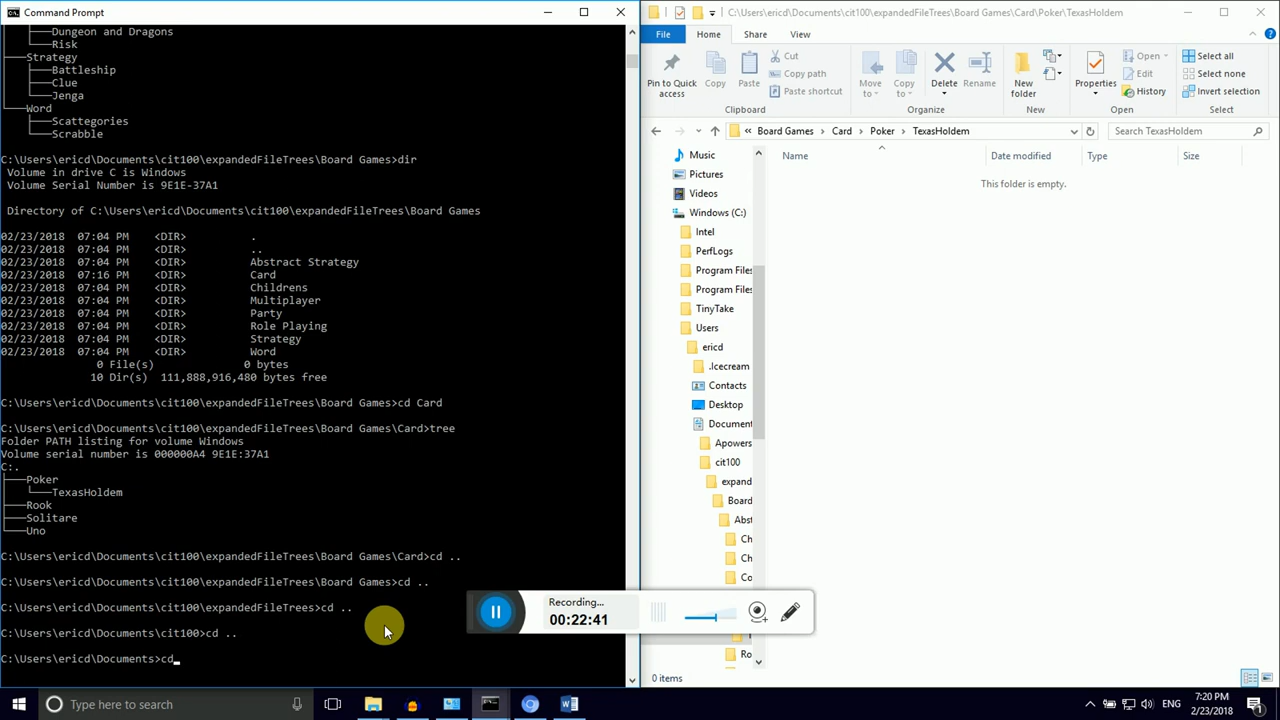 Command Prompt
├───Dungeon and Dragons
└───Risk
├───Strategy
├───Battleship
├───Clue
└───Jenga
└───Word
├───Scattegories
└───Scrabble
C:\Users\ericd\Documents\cit100\expandedFileTrees\Board Games>dir
Volume in drive C is Windows
Volume Serial Number is 9E1E-37A1
Directory of C:\Users\ericd\Documents\cit100\expandedFileTrees\Board Games
02/23/2018 07:04 PM <DIR> .
02/23/2018 07:04 PM <DIR> ..
02/23/2018 07:04 PM <DIR> Abstract Strategy
02/23/2018 07:16 PM <DIR> Card
02/23/2018 07:04 PM <DIR> Childrens
02/23/2018 07:04 PM <DIR> Multiplayer
02/23/2018 07:04 PM <DIR> Party
02/23/2018 07:04 PM <DIR> Role Playing
02/23/2018 07:04 PM <DIR> Strategy
02/23/2018 07:04 PM <DIR> Word
0 File(s) 0 bytes
10 Dir(s) 111,888,916,480 bytes free
C:\Users\ericd\Documents\cit100\expandedFileTrees\Board Games>cd Card
C:\Users\ericd\Documents\cit100\expandedFileTrees\Board Games\Card>tree
Folder PATH listing for volume Windows
Volume serial number is 000000A4 9E1E:37A1
C:.
├───Poker
│ └───TexasHoldem
├───Rook
├───Solitare
└───Uno
C:\Users\ericd\Documents\cit100\expandedFileTrees\Board Games\Card>cd ..
C:\Users\ericd\Documents\cit100\expandedFileTrees\Board Games>cd ..
C:\Users\ericd\Documents\cit100\expandedFileTrees>cd ..
C:\Users\ericd\Documents\cit100>cd ..
C:\Users\ericd\Documents>cd
Recording...
00:22:41
C:\Users\ericd\Documents\cit100\expandedFileTrees\Board Games\Card\Poker\TexasHoldem
File Home Share View
Pin to Quick access
Copy
Paste
Cut
Copy path
Paste shortcut
Clipboard
Move to
Copy to
Delete
Rename
Organize
New folder
New
Properties
Open
Edit
History
Open
Select all
Select none
Invert selection
Select
« Board Games > Card > Poker > TexasHoldem
Search TexasHoldem
Name Date modified Type Size
This folder is empty.
Music
Pictures
Videos
Windows (C:)
Intel
PerfLogs
Program Files
Program Files
TinyTake
Users
ericd
.Icecream
Contacts
Desktop
Document
Apowers
cit100
expand
Board
Abst
Ch
Ch
Co
Ro
0 items
Type here to search
ENG
7:20 PM
2/23/2018
1